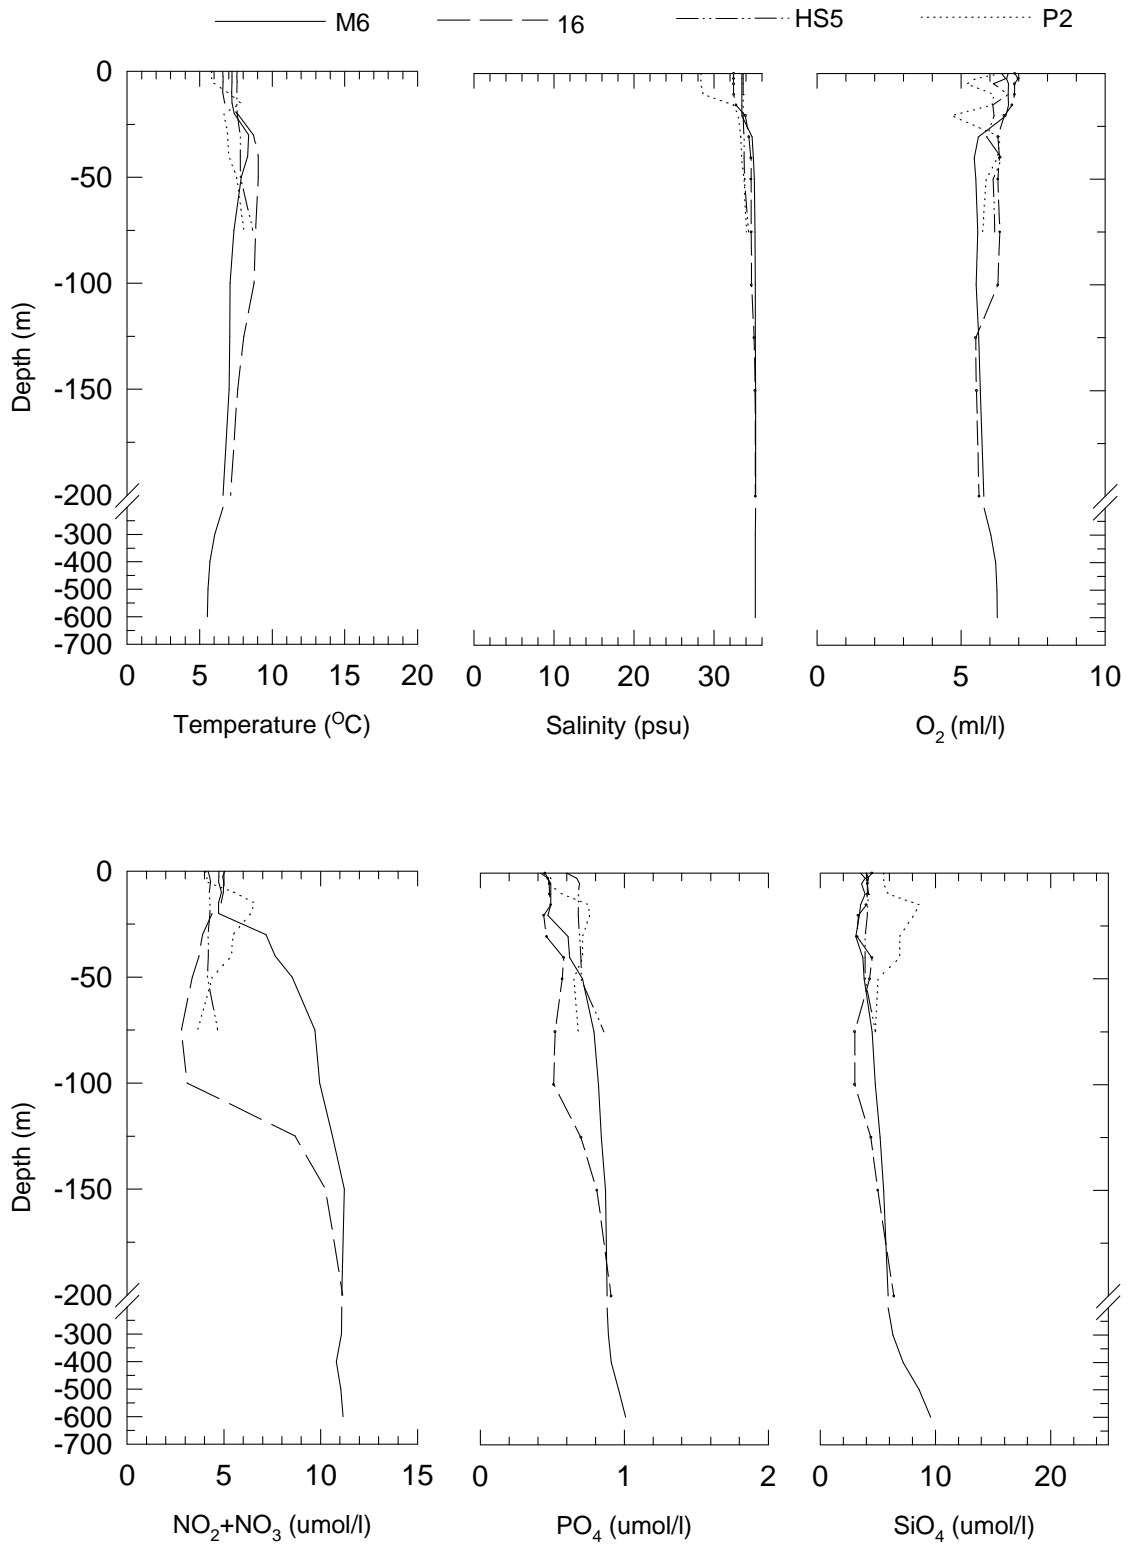 M6 16 HS5 P2
0
-50
-100
-150
-200
-300
-400
-500
-600
-700
Depth (m)
0 5 10 15 20
Temperature (ᴼC)
0 10 20 30
Salinity (psu)
0 5 10
O₂ (ml/l)
0
-50
-100
-150
-200
-300
-400
-500
-600
-700
Depth (m)
0 5 10 15
NO₂+NO₃ (umol/l)
0 1 2
PO₄ (umol/l)
0 10 20
SiO₄ (umol/l)